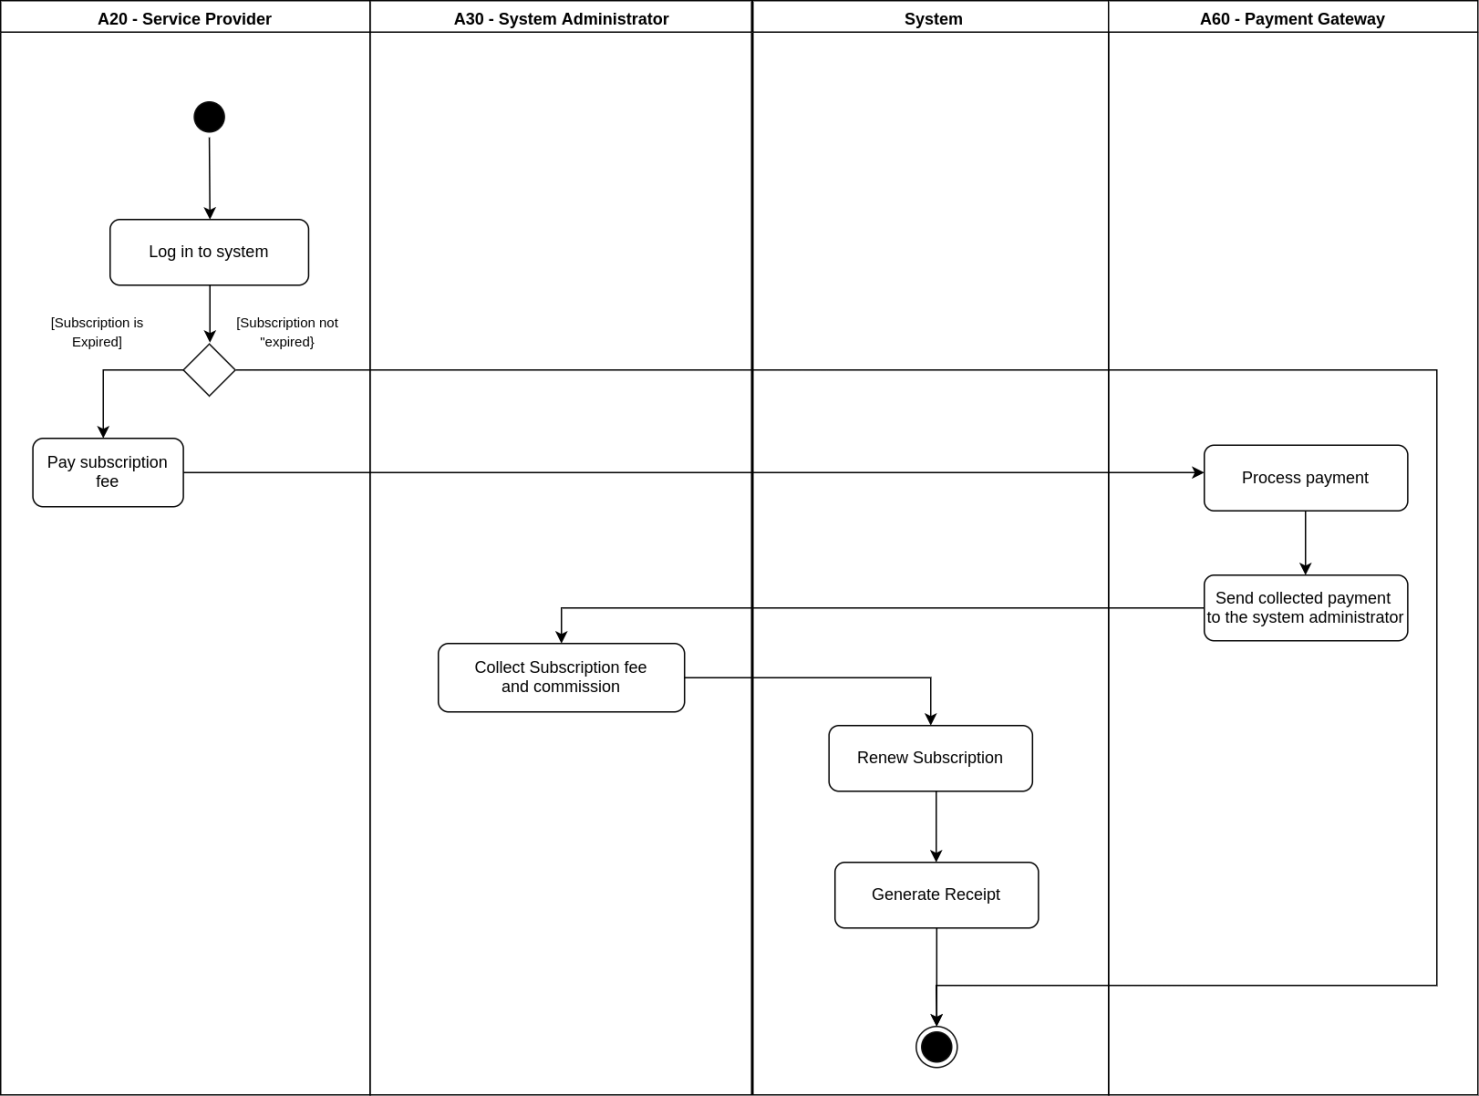 A20 - Service Provider
A30 - System Administrator
System
A60 - Payment Gateway
Log in to system
[Subscription is
Expired]
[Subscription not
"expired}
Pay subscription
fee
Process payment
Send collected payment
to the system administrator
Collect Subscription fee
and commission
Renew Subscription
Generate Receipt